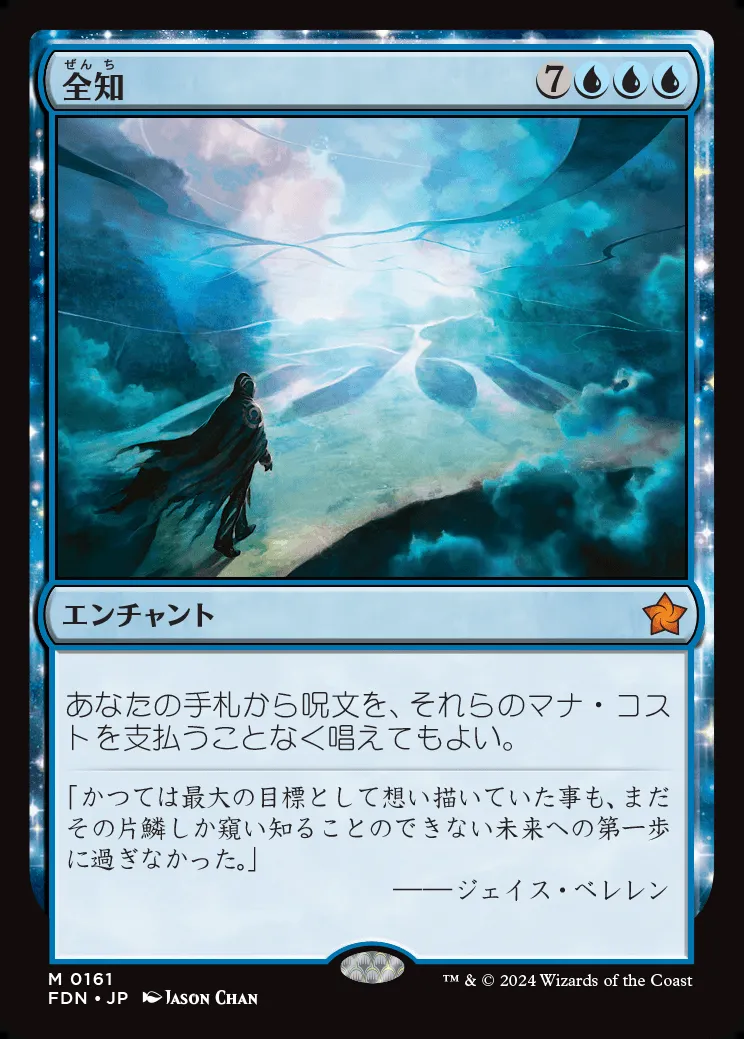 ぜんち
全知
7
エンチャント
あなたの手札から呪文を、それらのマナ・コス
トを支払うことなく唱えてもよい。
「かつては最大の目標として想い描いていた事も、まだ
その片鱗しか窺い知ることのできない未来への第一歩
に過ぎなかった。」
――ジェイス・ベレレン
M 0161
FDN • JP JASON CHAN
™ & © 2024 Wizards of the Coast